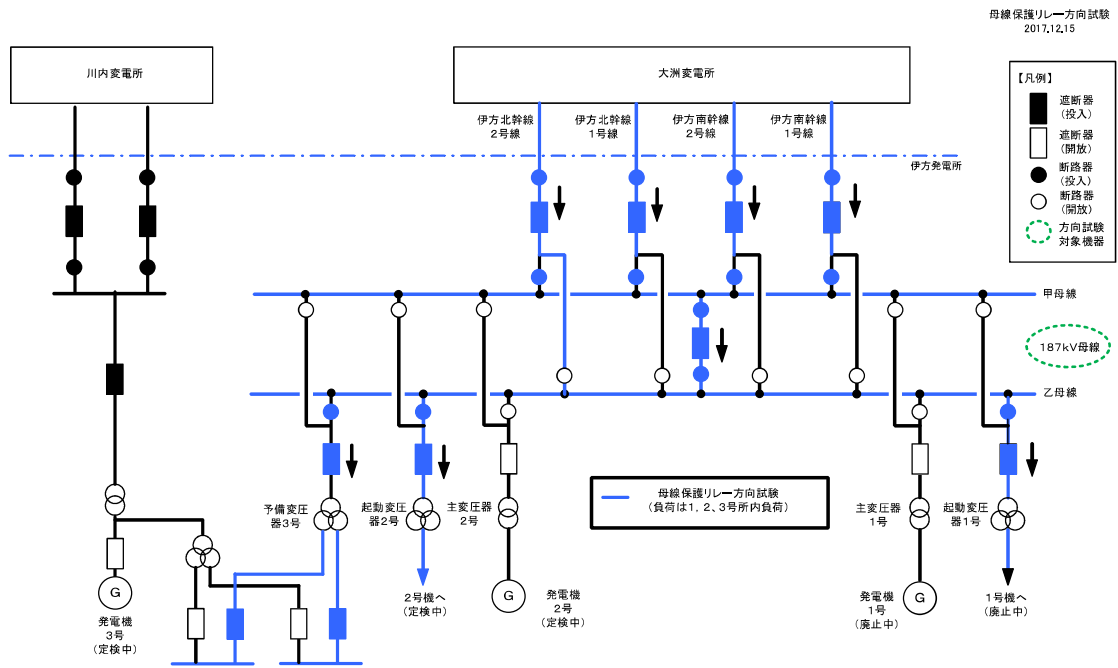 母線保護リレー方向試験
2017.12.15
川内変電所
大洲変電所
【凡例】
遮断器
(投入)
遮断器
(開放)
断路器
(投入)
断路器
(開放)
方向試験
対象機器
伊方北幹線
2号線
伊方北幹線
1号線
伊方南幹線
2号線
伊方南幹線
1号線
伊方発電所
甲母線
187kV母線
乙母線
母線保護リレー方向試験
(負荷は1，2、3号所内負荷)
予備変圧
器3号
起動変圧
器2号
主変圧器
2号
主変圧器
1号
起動変圧
器1号
G
発電機
3号
(定検中)
2号機へ
(定検中)
G
発電機
2号
(定検中)
発電機
1号
(廃止中)
G
1号機へ
(廃止中)